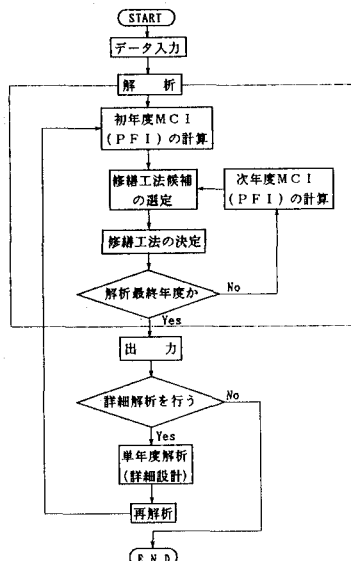 START
データ入力
解　析
初年度MCI
(PFI)の計算
修繕工法候補
の選定
次年度MCI
(PFI)の計算
修繕工法の決定
解析最終年度か
No
Yes
出　力
詳細解析を行う
No
Yes
単年度解析
(詳細設計)
再解析
END